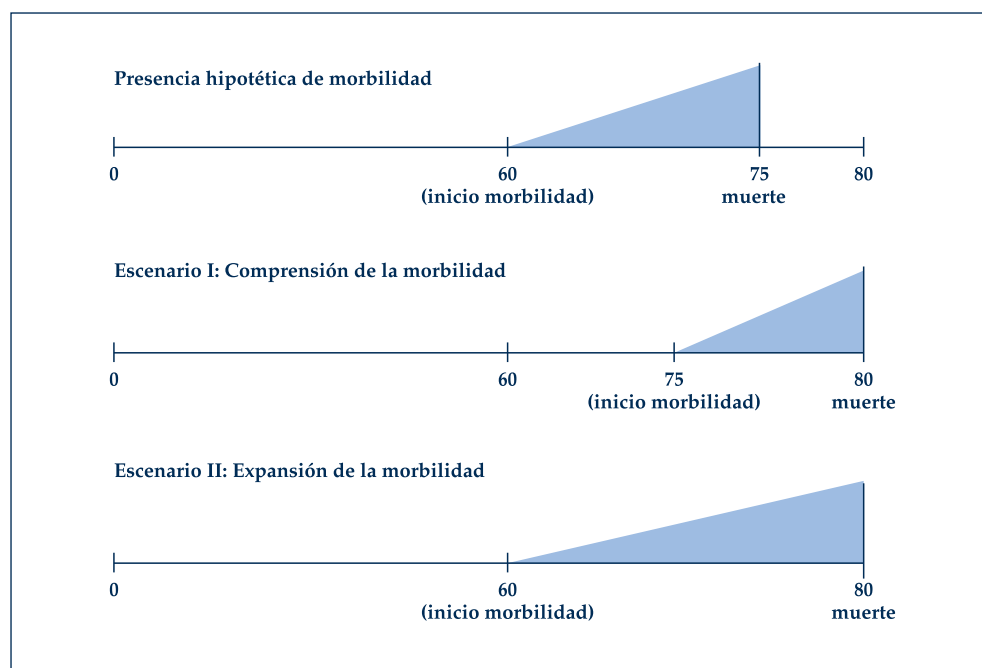 Presencia hipotética de morbilidad
0 60 75 80
(inicio morbilidad) muerte
Escenario I: Comprensión de la morbilidad
0 60 75 80
(inicio morbilidad) muerte
Escenario II: Expansión de la morbilidad
0 60 80
(inicio morbilidad) muerte